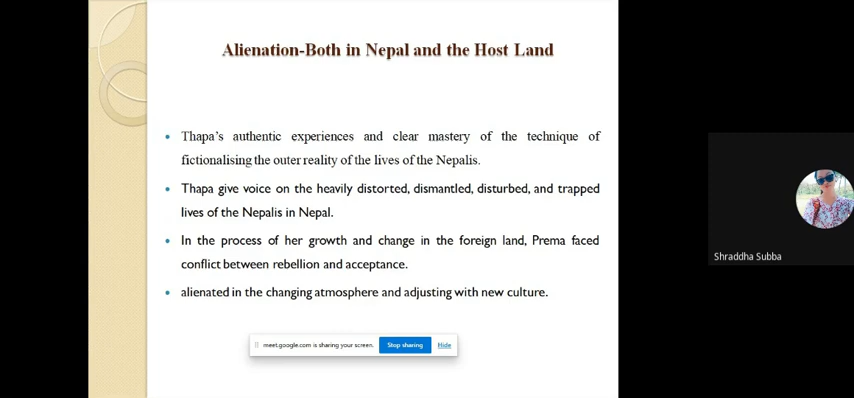 Alienation-Both in Nepal and the Host Land
Thapa's authentic experiences and clear mastery of the technique of
fictionalising the outer reality of the lives of the Nepalis.
Thapa give voice on the heavily distorted, dismantled, disturbed, and trapped
lives of the Nepalis in Nepal.
In the process of her growth and change in the foreign land, Prema faced
conflict between rebellion and acceptance.
alienated in the changing atmosphere and adjusting with new culture.
meet.google.com is sharing your screen. Stop sharing Hide
Shraddha Subba